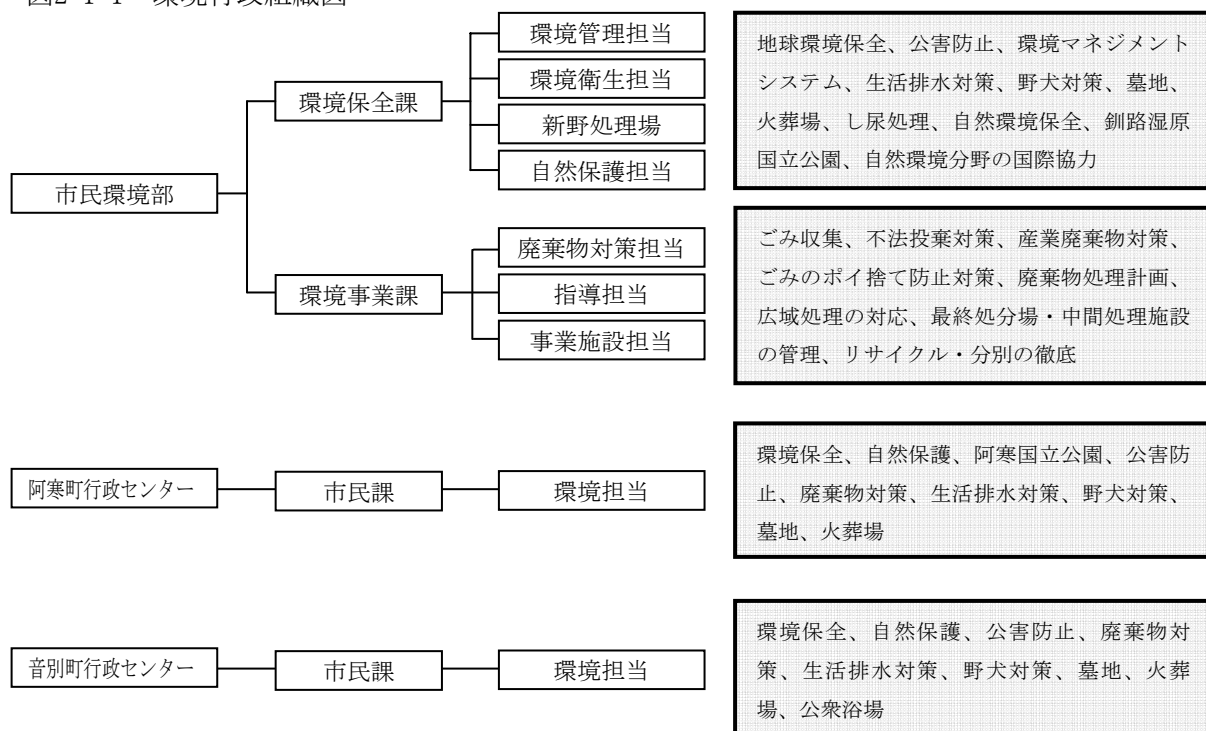 環境管理担当
環境衛生担当
環境保全課
新野処理場
自然保護担当
地球環境保全、公害防止、環境マネジメント
システム、生活排水対策、野犬対策、墓地、
火葬場、し尿処理、自然環境保全、釧路湿原
国立公園、自然環境分野の国際協力
市民環境部
廃棄物対策担当
環境事業課
指導担当
事業施設担当
ごみ収集、不法投棄対策、産業廃棄物対策、
ごみのポイ捨て防止対策、廃棄物処理計画、
広域処理の対応、最終処分場・中間処理施設
の管理、リサイクル・分別の徹底
阿寒町行政センター
市民課
環境担当
環境保全、自然保護、阿寒国立公園、公害防
止、廃棄物対策、生活排水対策、野犬対策、
墓地、火葬場
音別町行政センター
市民課
環境担当
環境保全、自然保護、公害防止、廃棄物対
策、生活排水対策、野犬対策、墓地、火葬
場、公衆浴場